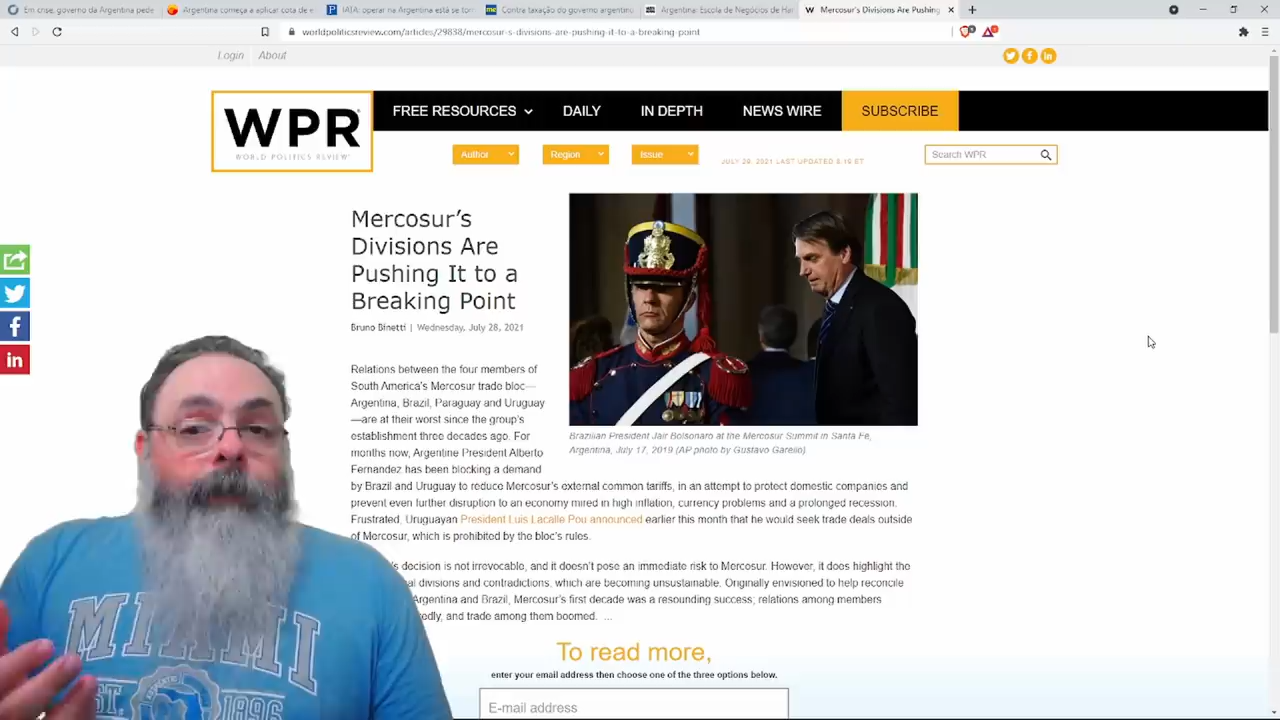 Em crise, governo da Argentina pede
Argentina começa a aplicar cota de e
IATA: operar na Argentina está se tor
Contra taxação do governo argentino
Argentina: Escola de Negócios de Har
Mercosur's Divisions Are Pushing
worldpoliticsreview.com/articles/29838/mercosur-s-divisions-are-pushing-it-to-a-breaking-point
Login
About
WPR
WORLD POLITICS REVIEW
FREE RESOURCES
DAILY
IN DEPTH
NEWS WIRE
SUBSCRIBE
Author
Region
Issue
Search WPR
Mercosur's
Divisions Are
Pushing It to a
Breaking Point
Bruno Binetti | Wednesday, July 28, 2021
Brazilian President Jair Bolsonaro at the Mercosur Summit in Santa Fe,
Argentina, July 17, 2019 (AP photo by Gustavo Garello)
Relations between the four members of
South America's Mercosur trade bloc—
Argentina, Brazil, Paraguay and Uruguay
—are at their worst since the group's
establishment three decades ago. For
months now, Argentine President Alberto
Fernandez has been blocking a demand
by Brazil and Uruguay to reduce Mercosur's external common tariffs, in an attempt to protect domestic companies and
prevent even further disruption to an economy mired in high inflation, currency problems and a prolonged recession.
Frustrated, Uruguayan President Luis Lacalle Pou announced earlier this month that he would seek trade deals outside
of Mercosur, which is prohibited by the bloc's rules.
's decision is not irrevocable, and it doesn't pose an immediate risk to Mercosur. However, it does highlight the
al divisions and contradictions, which are becoming unsustainable. Originally envisioned to help reconcile
Argentina and Brazil, Mercosur's first decade was a resounding success; relations among members
edly, and trade among them boomed. ...
To read more,
enter your email address then choose one of the three options below.
E-mail address
MIAMI
1896